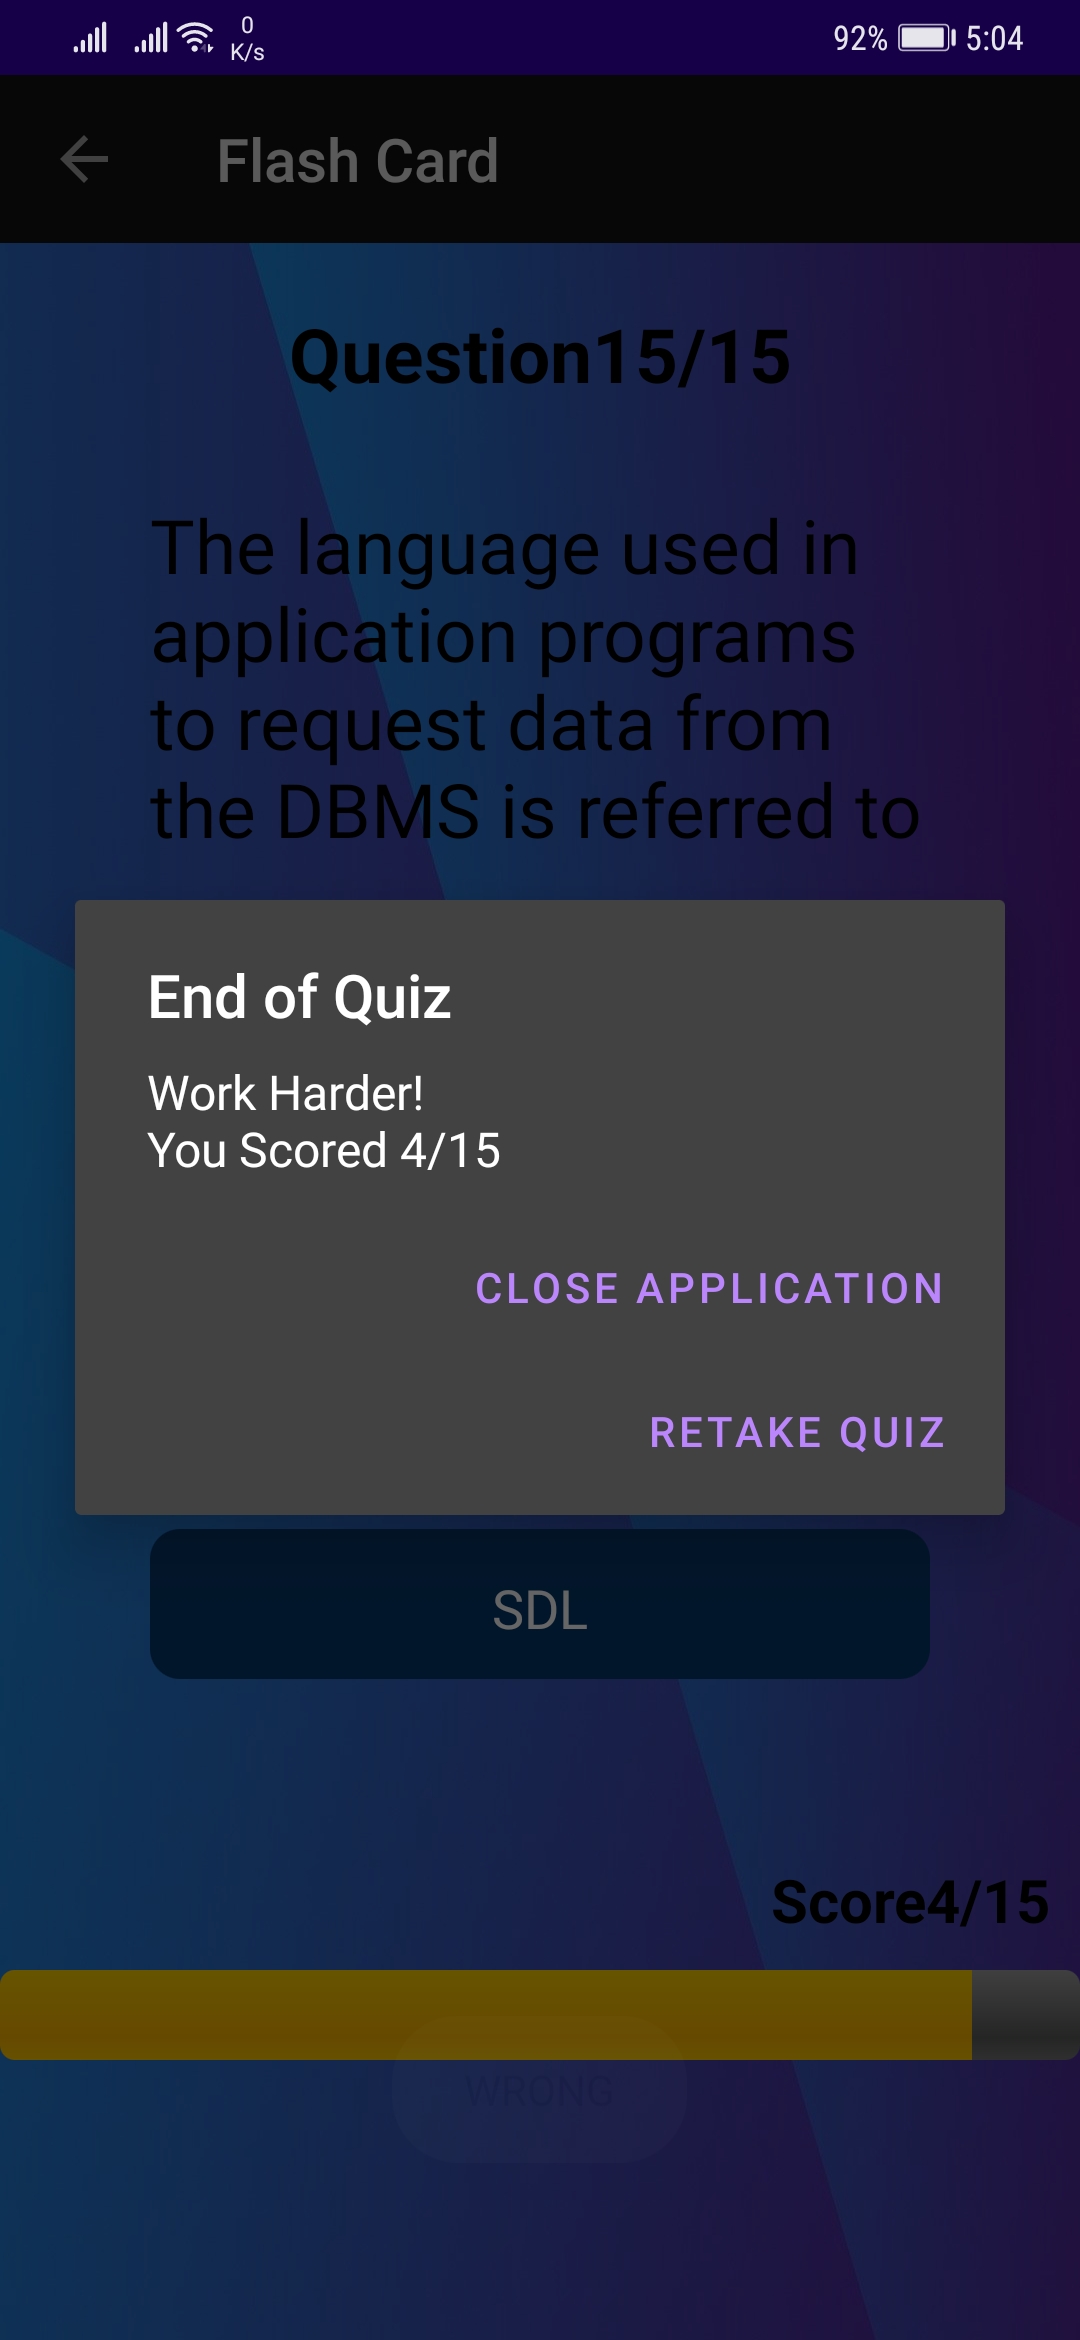 0
K/s
92%
5:04
Flash Card
Question15/15
The language used in
application programs
to request data from
the DBMS is referred to
End of Quiz
Work Harder!
You Scored 4/15
CLOSE APPLICATION
RETAKE QUIZ
SDL
Score4/15
WRONG